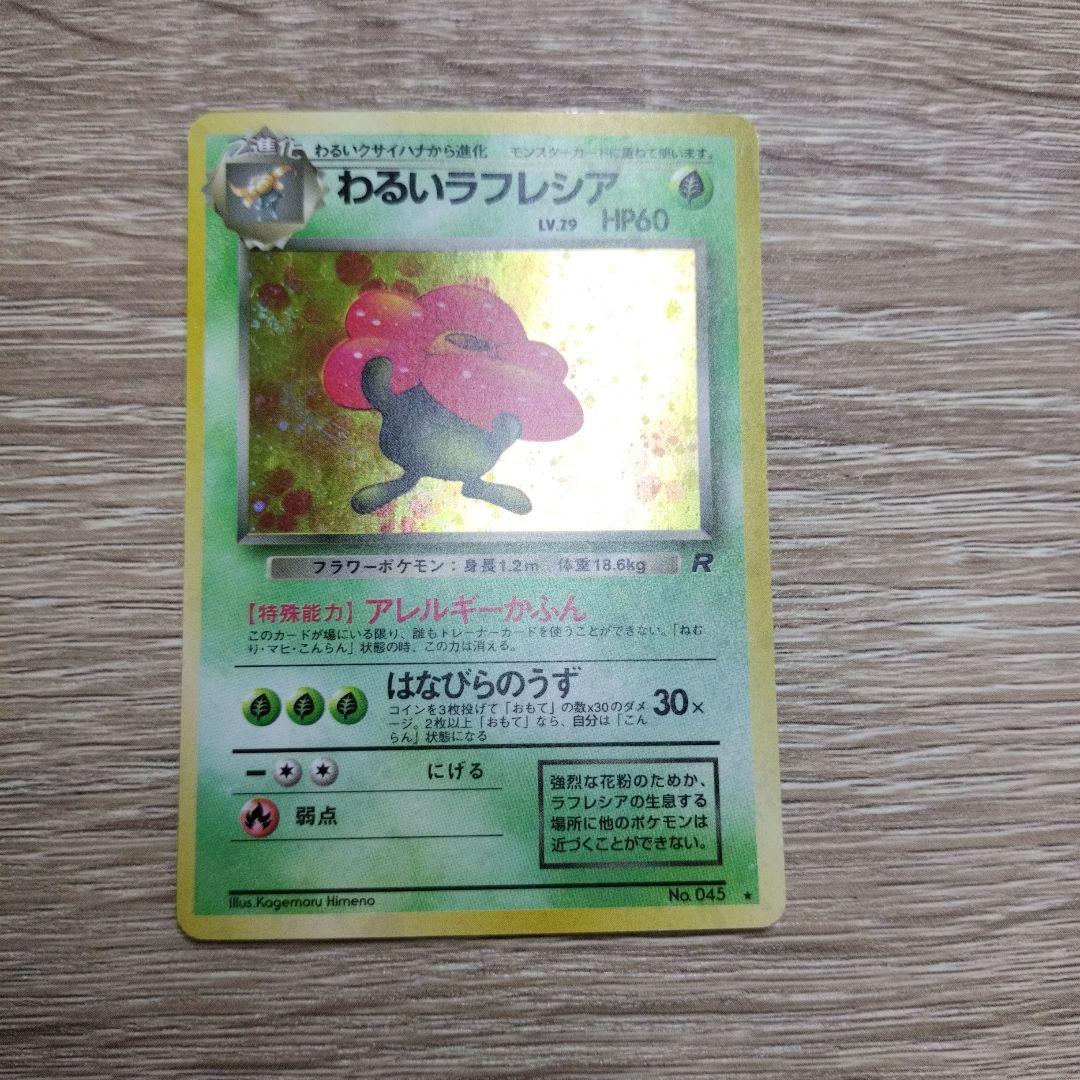 2進化 わるいクサイハナから進化 モンスターカードに重ねて使います。
わるいラフレシア
LV.29 HP60
フラワーポケモン：身長1.2m 体重18.6kg R
【特殊能力】アレルギーかふん
このカードが場にいる限り、誰もトレーナーカードを使うことができない。「ねむ
り・マヒ・こんらん」状態の時、この力は消える。
はなびらのうず
コインを3枚投げて「おもて」の数x30のダメ
ージ。2枚以上「おもて」なら、自分は「こん
らん」状態になる
30×
にげる
弱点
強烈な花粉のためか、
ラフレシアの生息する
場所に他のポケモンは
近づくことができない。
Illus.Kagemaru Himeno
No. 045 ★